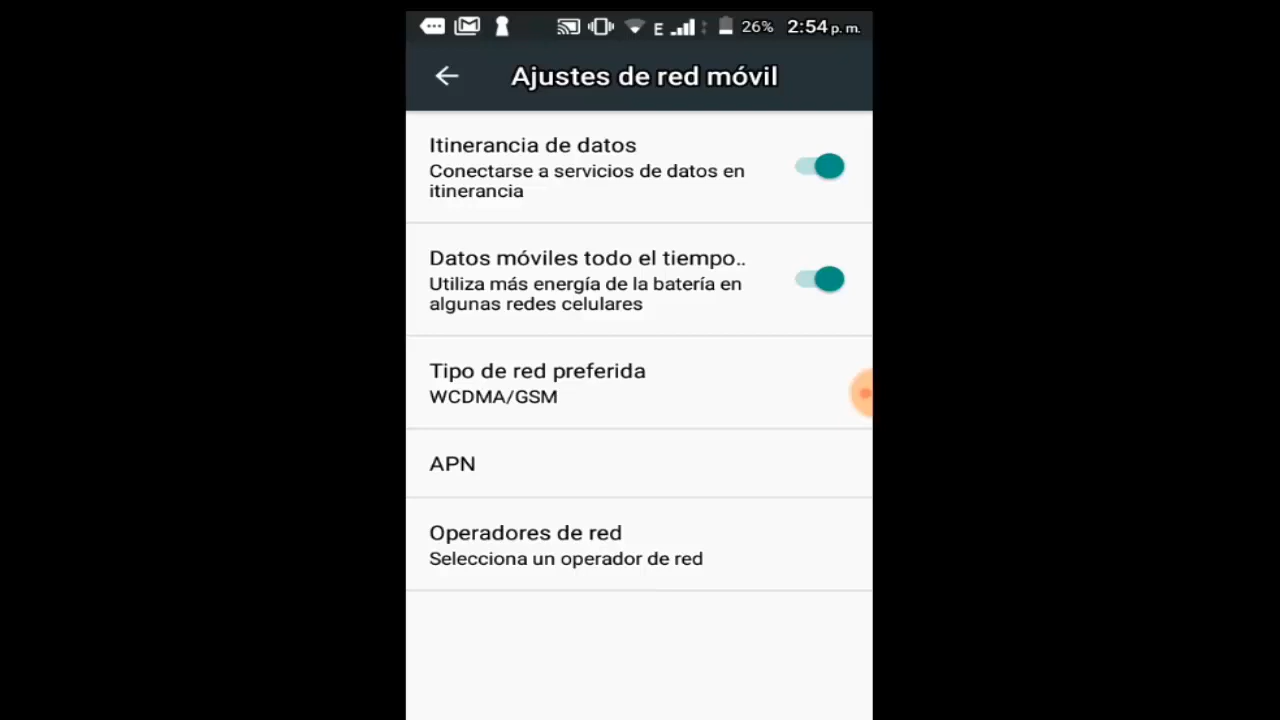 E 26% 2:54 p. m.
Ajustes de red móvil
Itinerancia de datos
Conectarse a servicios de datos en
itinerancia
Datos móviles todo el tiempo..
Utiliza más energía de la batería en
algunas redes celulares
Tipo de red preferida
WCDMA/GSM
APN
Operadores de red
Selecciona un operador de red